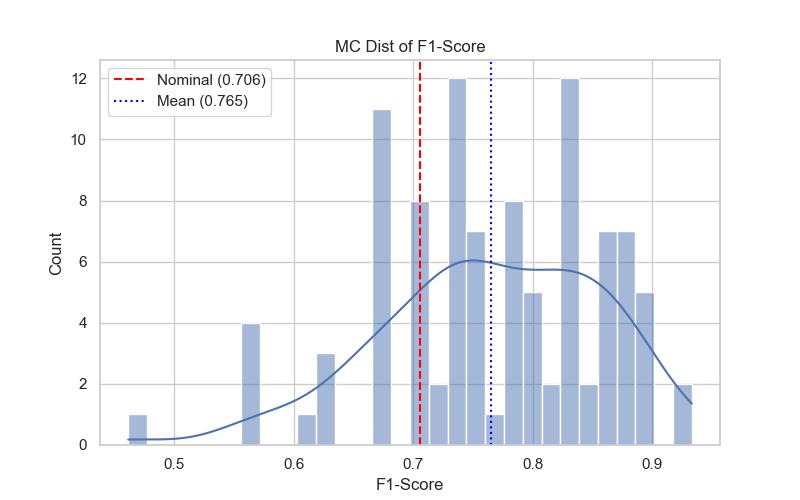 MC Dist of F1-Score
Nominal (0.706)
Mean (0.765)
Count
12
10
8
6
4
2
0
0.5 0.6 0.7 0.8 0.9
F1-Score